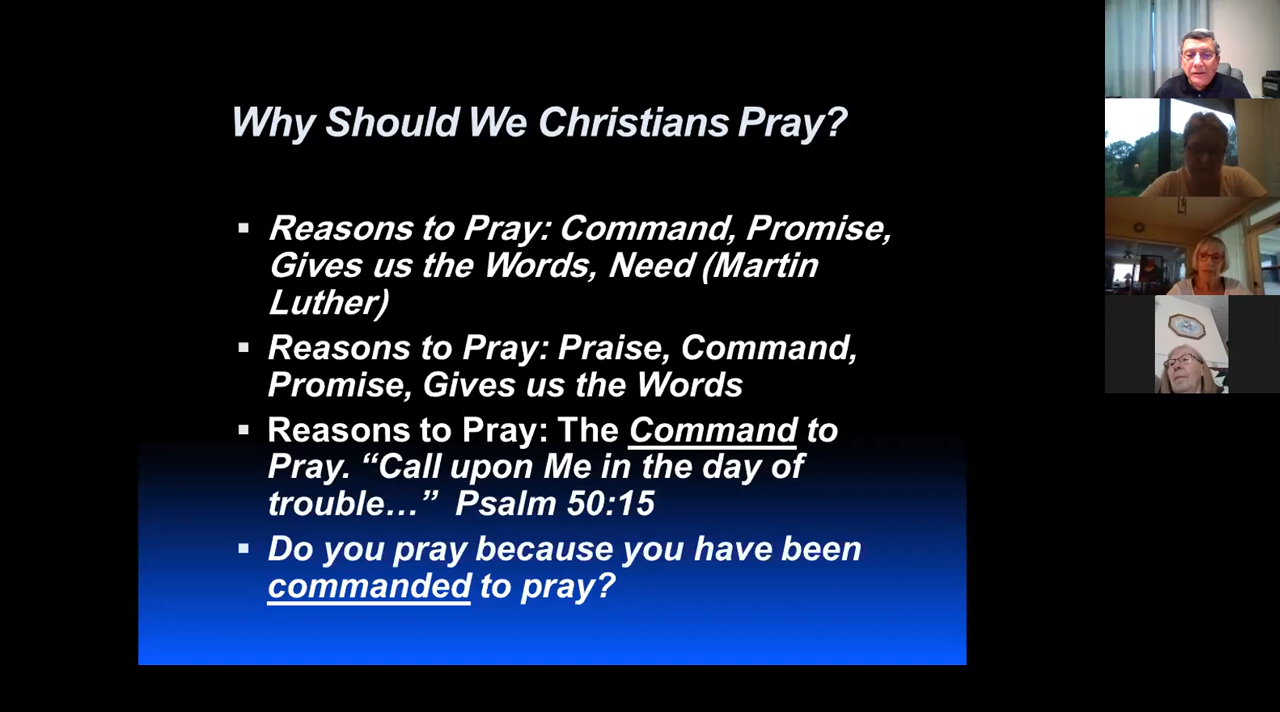 Why Should We Christians Pray?
▪ Reasons to Pray: Command, Promise,
Gives us the Words, Need (Martin
Luther)
▪ Reasons to Pray: Praise, Command,
Promise, Gives us the Words
▪ Reasons to Pray: The Command to
Pray. “Call upon Me in the day of
trouble…”  Psalm 50:15
▪ Do you pray because you have been
commanded to pray?